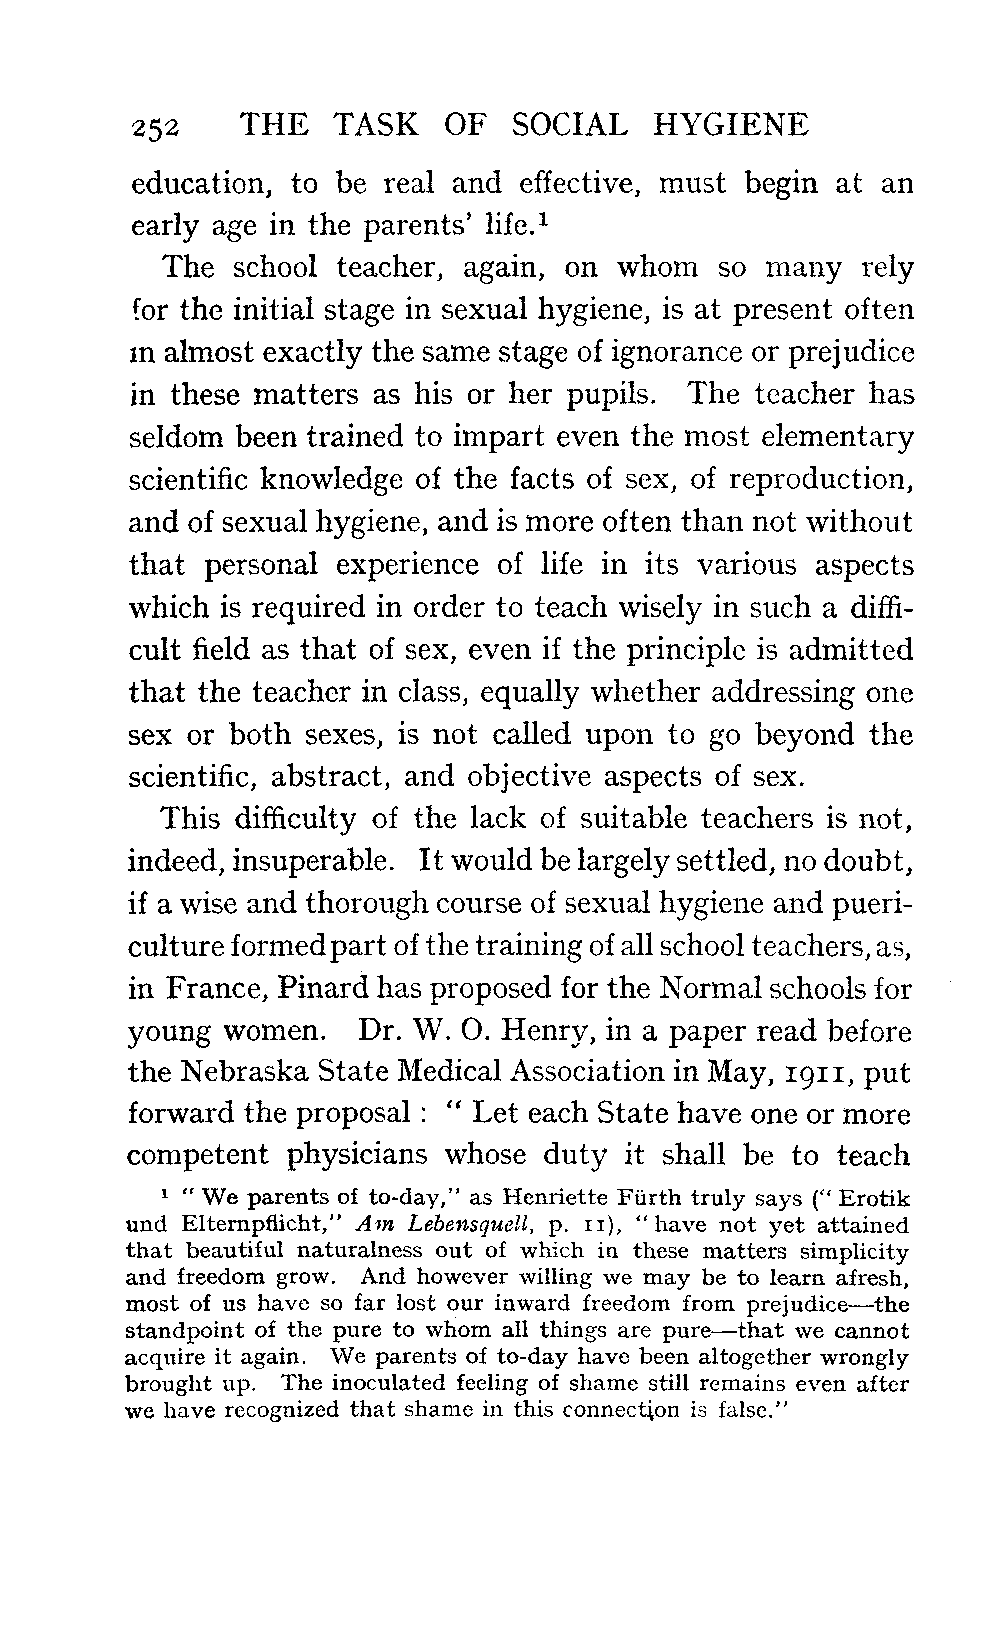 252 THE TASK OF SOCIAL HYGIENE
education, to be real and effective, must begin at an
early age in the parents' life.¹
The school teacher, again, on whom so many rely
for the initial stage in sexual hygiene, is at present often
in almost exactly the same stage of ignorance or prejudice
in these matters as his or her pupils. The teacher has
seldom been trained to impart even the most elementary
scientific knowledge of the facts of sex, of reproduction,
and of sexual hygiene, and is more often than not without
that personal experience of life in its various aspects
which is required in order to teach wisely in such a diffi-
cult field as that of sex, even if the principle is admitted
that the teacher in class, equally whether addressing one
sex or both sexes, is not called upon to go beyond the
scientific, abstract, and objective aspects of sex.
This difficulty of the lack of suitable teachers is not,
indeed, insuperable. It would be largely settled, no doubt,
if a wise and thorough course of sexual hygiene and pueri-
culture formed part of the training of all school teachers, as,
in France, Pinard has proposed for the Normal schools for
young women. Dr. W. O. Henry, in a paper read before
the Nebraska State Medical Association in May, 1911, put
forward the proposal : " Let each State have one or more
competent physicians whose duty it shall be to teach
¹ " We parents of to-day," as Henriette Fürth truly says (" Erotik
und Elternpflicht," Am Lebensquell, p. 11), " have not yet attained
that beautiful naturalness out of which in these matters simplicity
and freedom grow. And however willing we may be to learn afresh,
most of us have so far lost our inward freedom from prejudice—the
standpoint of the pure to whom all things are pure—that we cannot
acquire it again. We parents of to-day have been altogether wrongly
brought up. The inoculated feeling of shame still remains even after
we have recognized that shame in this connection is false."